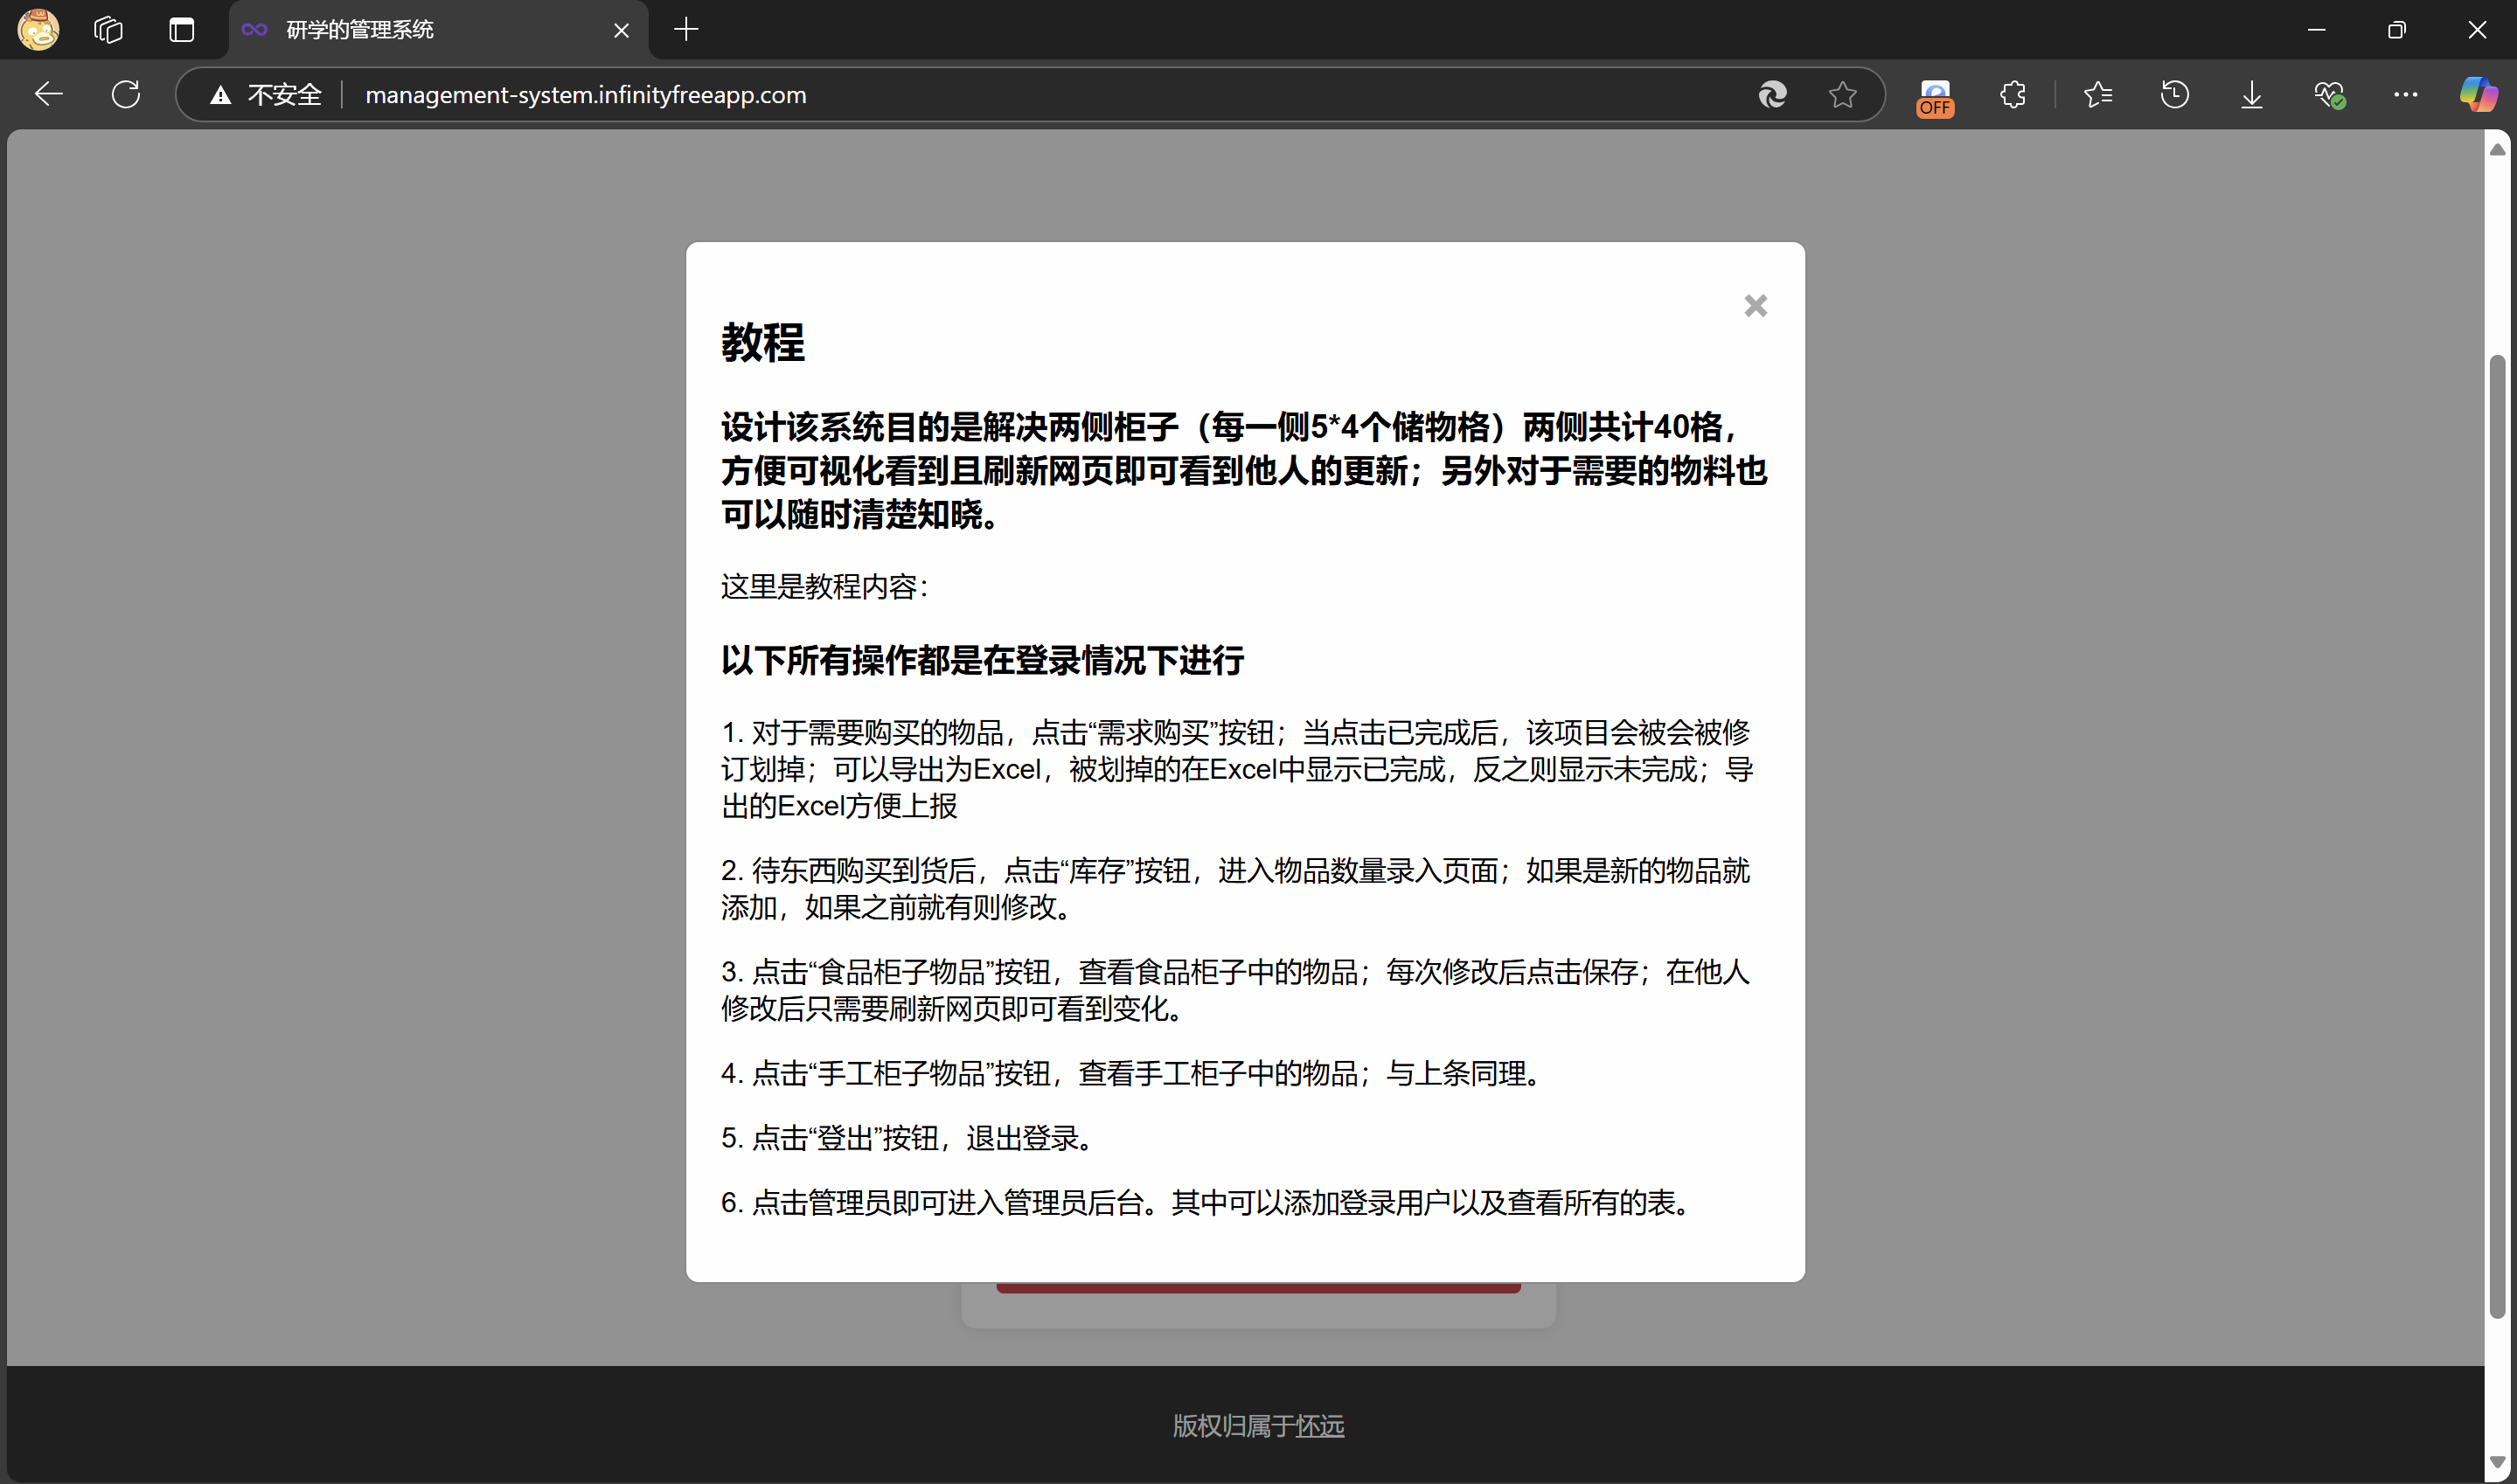 研学的管理系统
不安全
management-system.infinityfreeapp.com
OFF
教程
设计该系统目的是解决两侧柜子（每一侧5*4个储物格）两侧共计40格，
方便可视化看到且刷新网页即可看到他人的更新；另外对于需要的物料也
可以随时清楚知晓。
这里是教程内容：
以下所有操作都是在登录情况下进行
1. 对于需要购买的物品，点击“需求购买”按钮；当点击已完成后，该项目会被会被修
订划掉；可以导出为Excel，被划掉的在Excel中显示已完成，反之则显示未完成；导
出的Excel方便上报
2. 待东西购买到货后，点击“库存”按钮，进入物品数量录入页面；如果是新的物品就
添加，如果之前就有则修改。
3. 点击“食品柜子物品”按钮，查看食品柜子中的物品；每次修改后点击保存；在他人
修改后只需要刷新网页即可看到变化。
4. 点击“手工柜子物品”按钮，查看手工柜子中的物品；与上条同理。
5. 点击“登出”按钮，退出登录。
6. 点击管理员即可进入管理员后台。其中可以添加登录用户以及查看所有的表。
版权归属于怀远